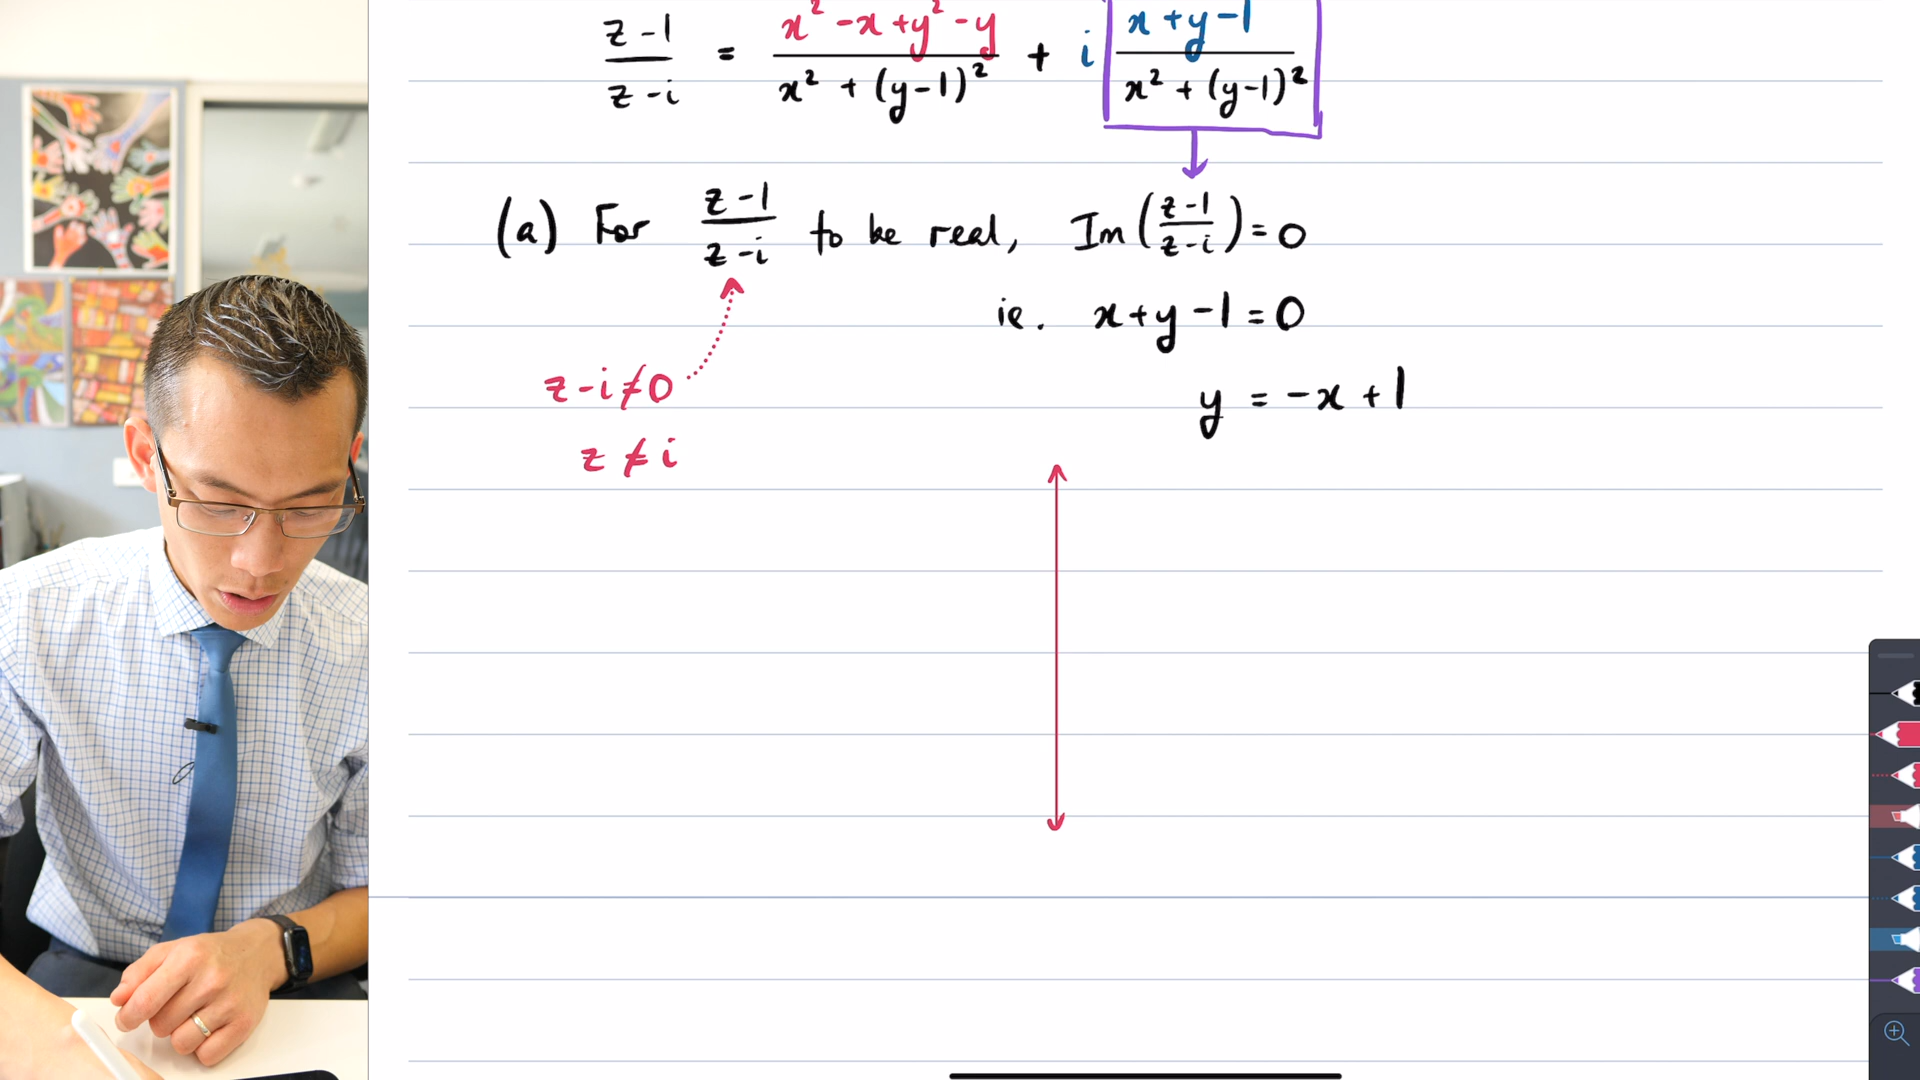 z-1/z-i = x²-x+y²-y/x²+(y-1)² + i x+y-1/x²+(y-1)²
(a) For z-1/z-i to be real, Im(z-1/z-i)=0
ie. x+y-1=0
z-i≠0
y = -x+1
z ≠ i